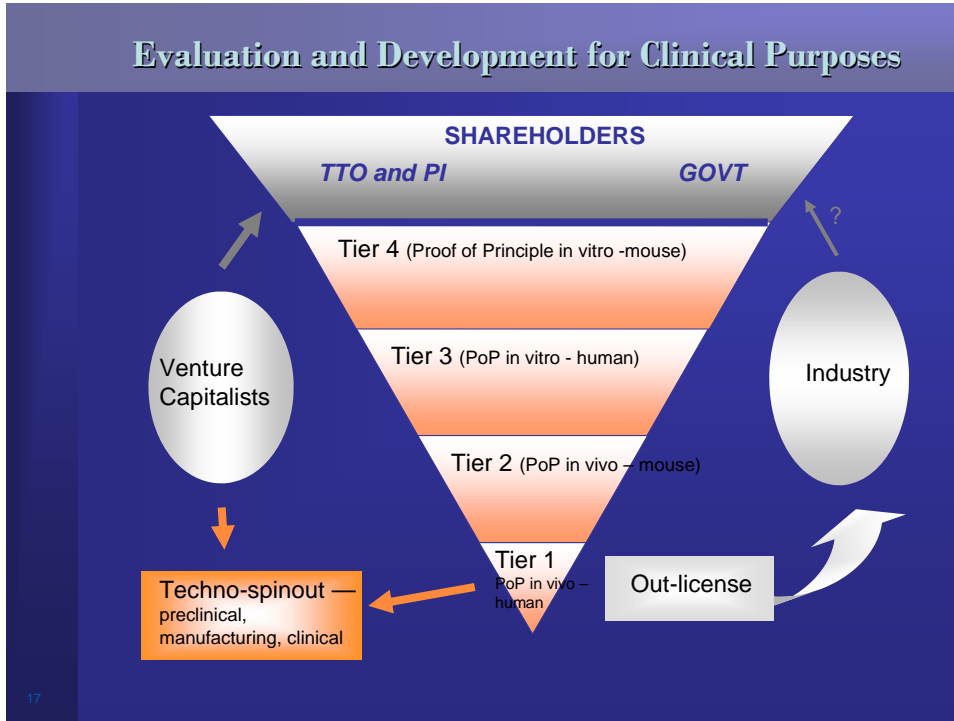 Evaluation and Development for Clinical Purposes
SHAREHOLDERS
TTO and PI GOVT
?
Tier 4 (Proof of Principle in vitro -mouse)
Tier 3 (PoP in vitro - human)
Venture
Capitalists
Industry
Tier 2 (PoP in vivo – mouse)
Tier 1
PoP in vivo –
human
Techno-spinout —
preclinical,
manufacturing, clinical
Out-license
17